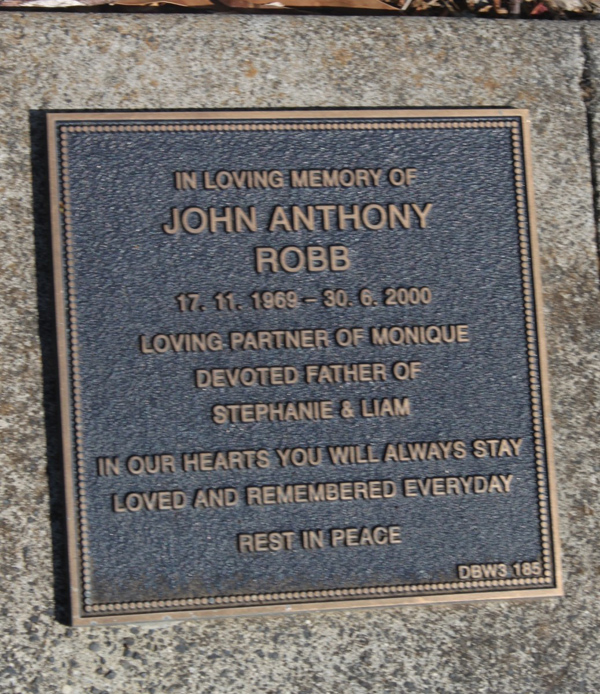 IN LOVING MEMORY OF
JOHN ANTHONY
ROBB
17. 11. 1969 – 30. 6. 2000
LOVING PARTNER OF MONIQUE
DEVOTED FATHER OF
STEPHANIE & LIAM
IN OUR HEARTS YOU WILL ALWAYS STAY
LOVED AND REMEMBERED EVERYDAY
REST IN PEACE
DBW3 185